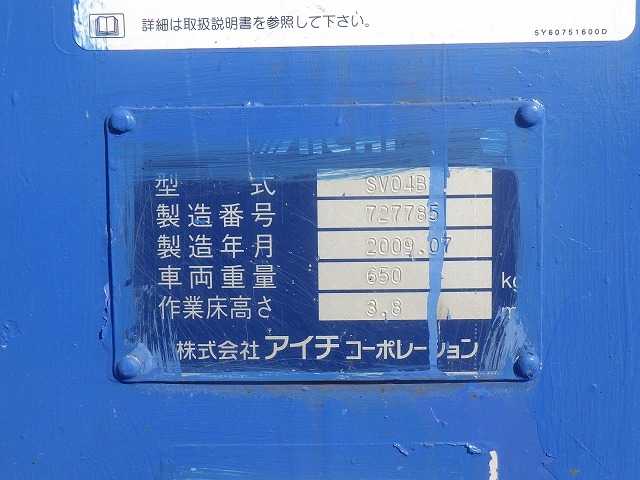 詳細は取扱説明書を参照して下さい。
SY60751600D
型 式 SV04B
製造番号 727785
製造年月 2009.07
車両重量 650 kg
作業床高さ 3.8 m
株式会社 アイチ コーポレーション